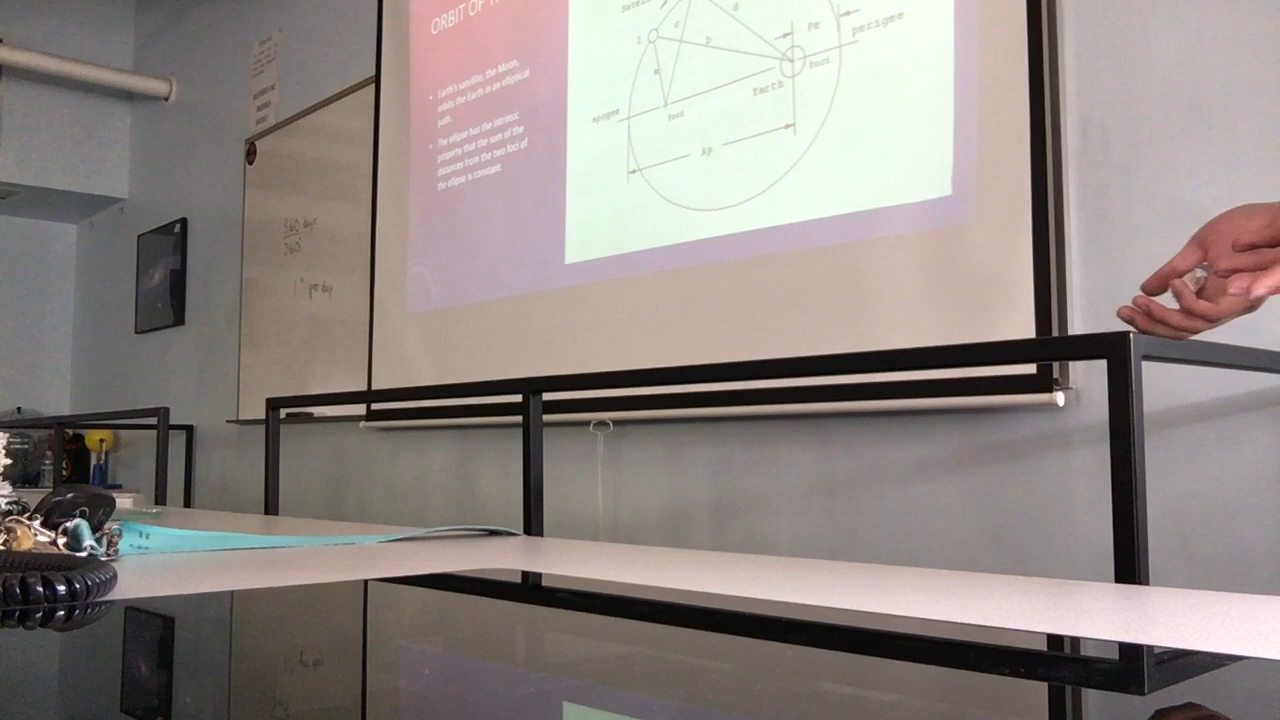 ORBIT OF
• Earth's satellite, the Moon,
orbits the Earth in an elliptical
path.
• The ellipse has the intrinsic
property that the sum of the
distances from the two foci of
the ellipse is constant.
d
c
Pe
perigee
b
foci
Earth
a
apogee
foci
Ap
360 days
360°
1° per day